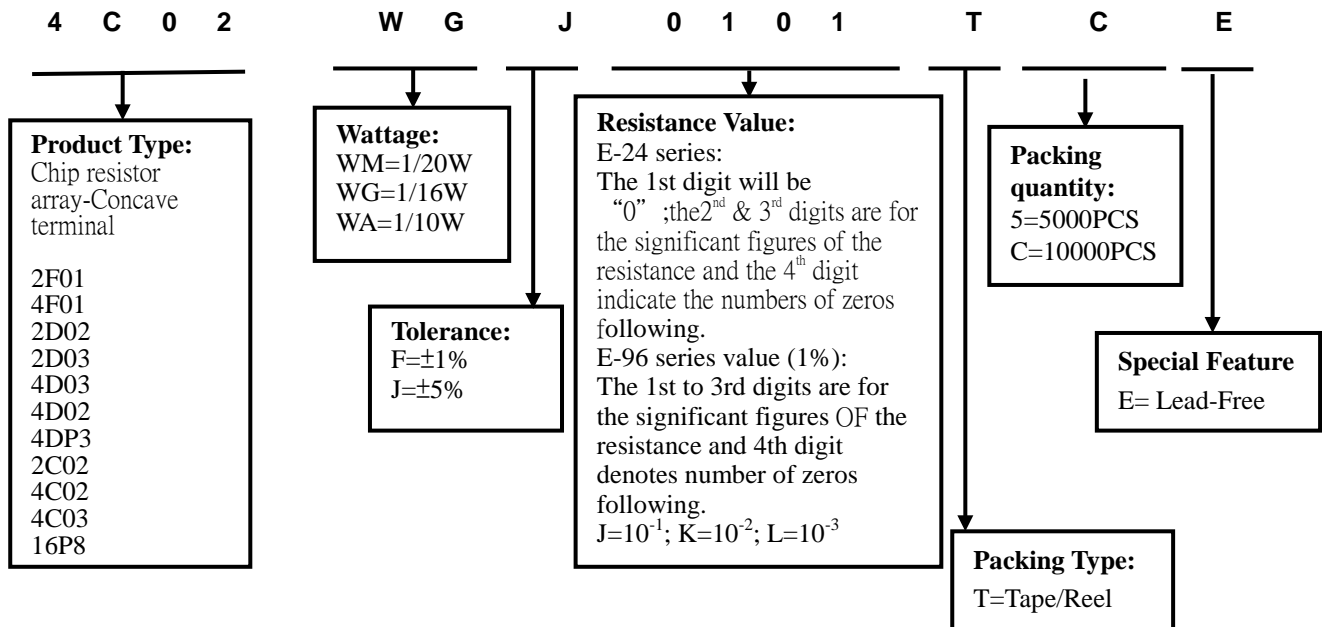 4 C 0 2 W G J 0 1 0 1 T C E
Product Type:
Chip resistor
array-Concave
terminal
2F01
4F01
2D02
2D03
4D03
4D02
4DP3
2C02
4C02
4C03
16P8
Wattage:
WM=1/20W
WG=1/16W
WA=1/10W
Tolerance:
F=±1%
J=±5%
Resistance Value:
E-24 series:
The 1st digit will be
“0” ;the2nd & 3rd digits are for
the significant figures of the
resistance and the 4th digit
indicate the numbers of zeros
following.
E-96 series value (1%):
The 1st to 3rd digits are for
the significant figures OF the
resistance and 4th digit
denotes number of zeros
following.
J=10-1; K=10-2; L=10-3
Packing
quantity:
5=5000PCS
C=10000PCS
Special Feature
E= Lead-Free
Packing Type:
T=Tape/Reel